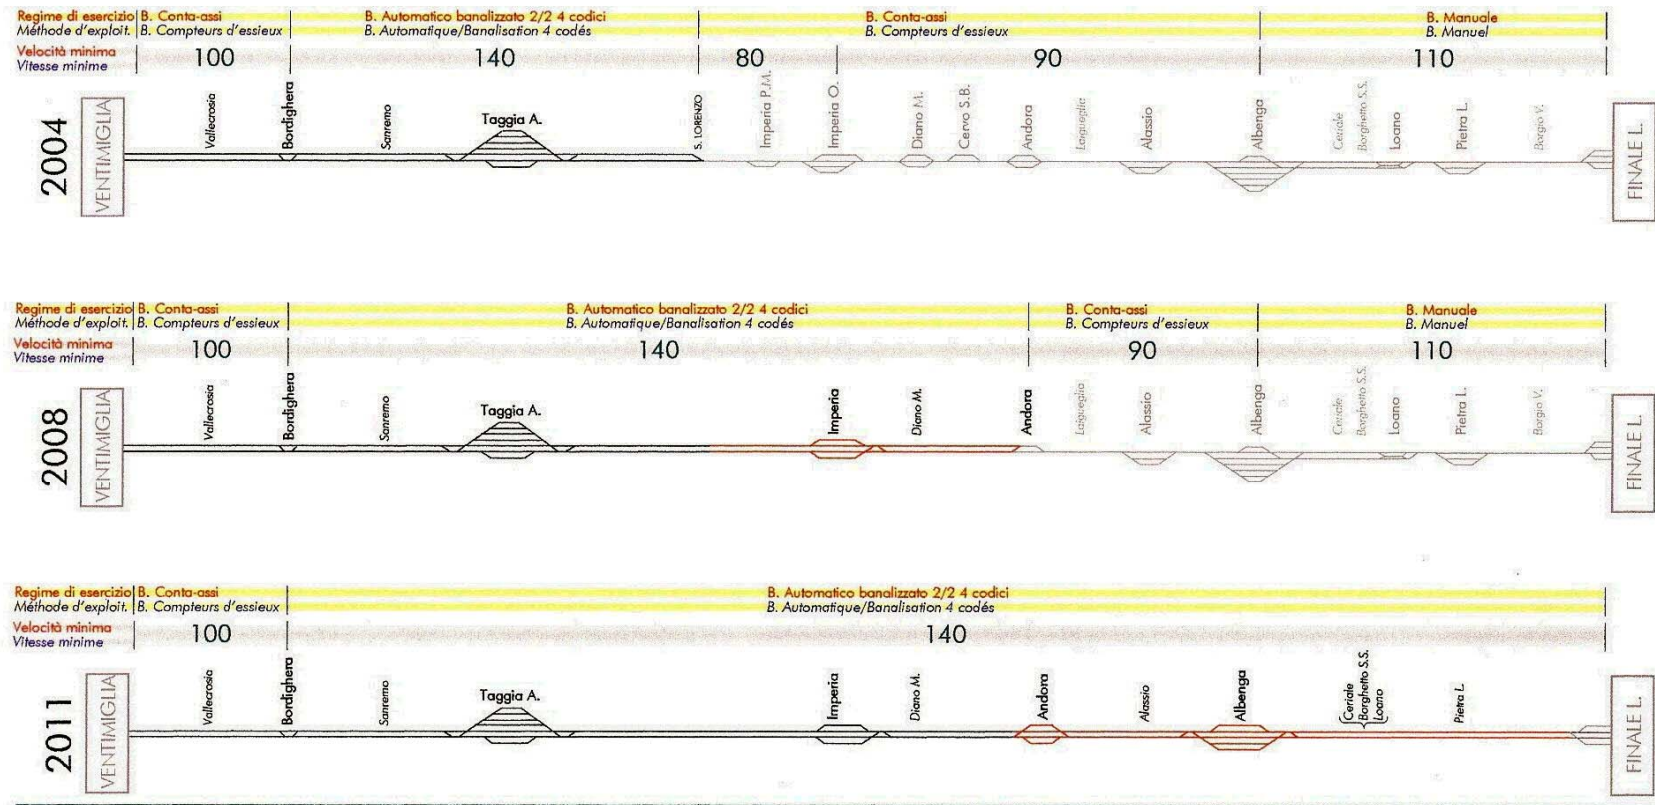 Regime di esercizio B. Conta-assi B. Automatico banalizzato 2/2 4 codici B. Conta-assi B. Manuale
Méthode d'exploit. B. Compteurs d'essieux B. Automatique/Banalisation 4 codés B. Compteurs d'essieux B. Manuel
Velocità minima
Vitesse minime
100 140 80 90 110
2004
VENTIMIGLIA
Vallecrosia
Bordighera
Sanremo
Taggia A.
S. LORENZO
Imperia P.M.
Imperia O.
Diano M.
Cervo S.B.
Andora
Laigueglia
Alassio
Albenga
Ceriale
Borghetto S.S.
Loano
Pietra L.
Borgio V.
FINALE L.
Regime di esercizio B. Conta-assi B. Automatico banalizzato 2/2 4 codici B. Conta-assi B. Manuale
Méthode d'exploit. B. Compteurs d'essieux B. Automatique/Banalisation 4 codés B. Compteurs d'essieux B. Manuel
Velocità minima
Vitesse minime
100 140 90 110
2008
VENTIMIGLIA
Vallecrosia
Bordighera
Sanremo
Taggia A.
Imperia
Diano M.
Andora
Laigueglia
Alassio
Albenga
Ceriale
Borghetto S.S.
Loano
Pietra L.
Borgio V.
FINALE L.
Regime di esercizio B. Conta-assi B. Automatico banalizzato 2/2 4 codici
Méthode d'exploit. B. Compteurs d'essieux B. Automatique/Banalisation 4 codés
Velocità minima
Vitesse minime
100 140
2011
VENTIMIGLIA
Vallecrosia
Bordighera
Sanremo
Taggia A.
Imperia
Diano M.
Andora
Alassio
Albenga
Ceriale
Borghetto S.S.
Loano
Pietra L.
FINALE L.